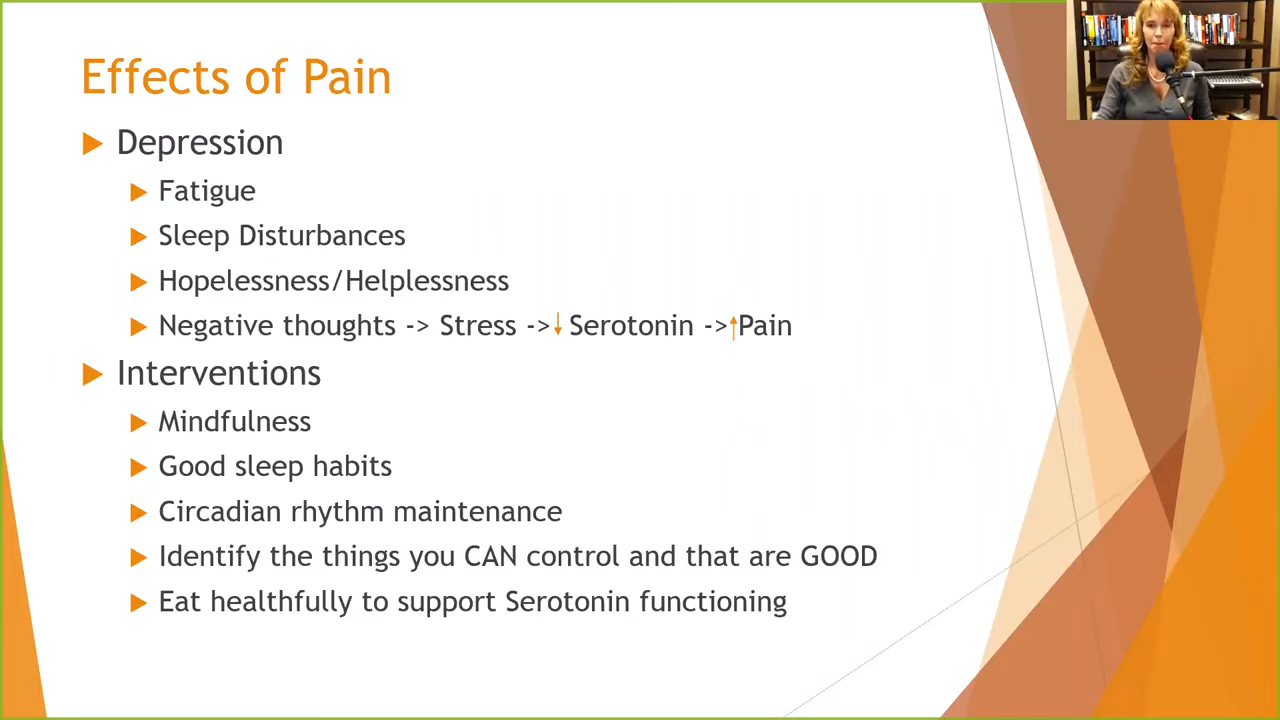 Effects of Pain
Depression
Fatigue
Sleep Disturbances
Hopelessness/Helplessness
Negative thoughts -> Stress ->↓ Serotonin ->↑Pain
Interventions
Mindfulness
Good sleep habits
Circadian rhythm maintenance
Identify the things you CAN control and that are GOOD
Eat healthfully to support Serotonin functioning